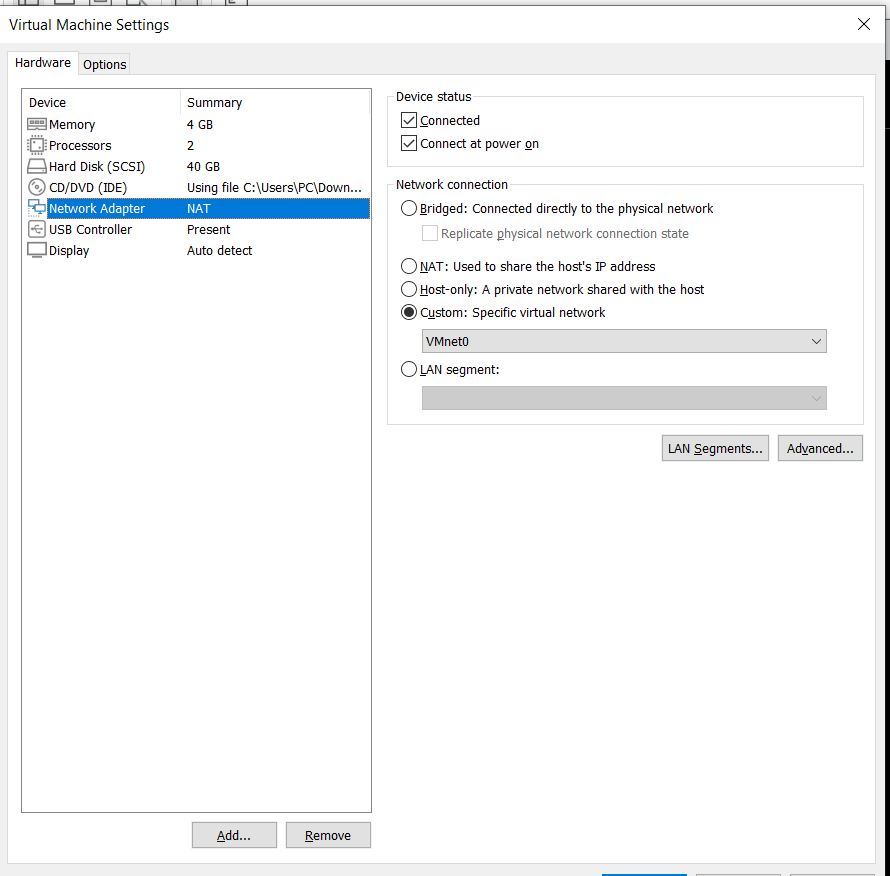 Virtual Machine Settings
Hardware
Options
Device Summary
Memory 4 GB
Processors 2
Hard Disk (SCSI) 40 GB
CD/DVD (IDE) Using file C:\Users\PC\Down...
Network Adapter NAT
USB Controller Present
Display Auto detect
Add...
Remove
Device status
Connected
Connect at power on
Network connection
Bridged: Connected directly to the physical network
Replicate physical network connection state
NAT: Used to share the host's IP address
Host-only: A private network shared with the host
Custom: Specific virtual network
VMnet0
LAN segment:
LAN Segments...
Advanced...